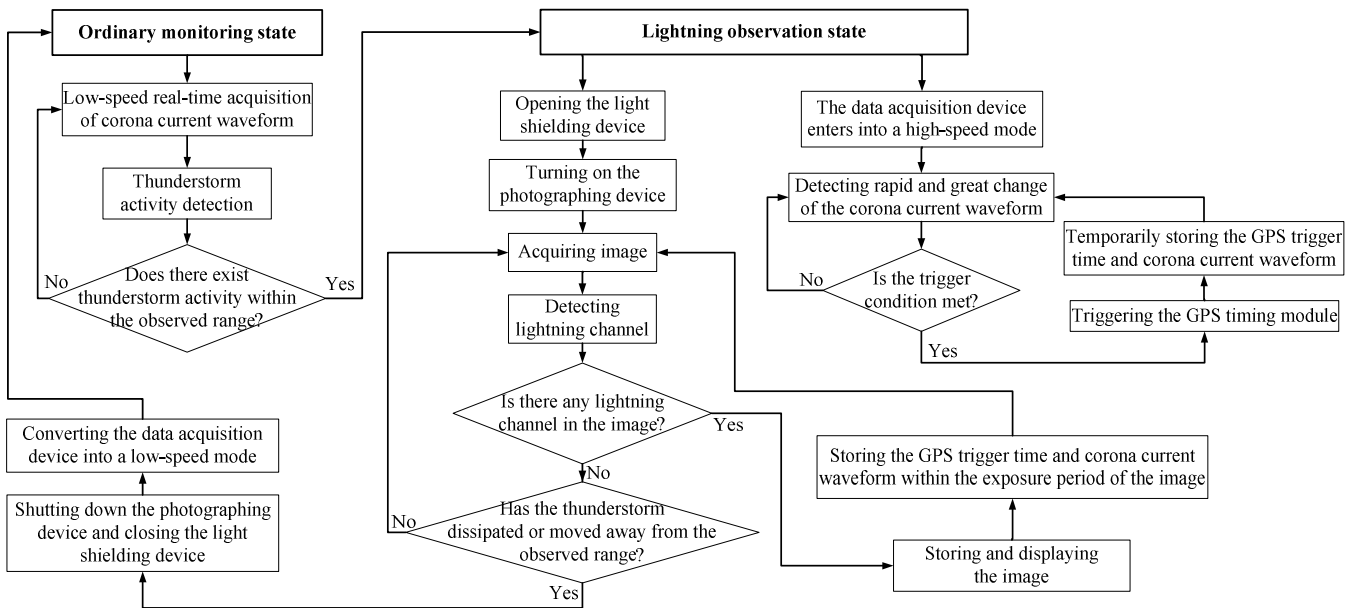 Ordinary monitoring state
Low-speed real-time acquisition
of corona current waveform
Thunderstorm
activity detection
Does there exist
thunderstorm activity within
the observed range?
No
Yes
Lightning observation state
Opening the light
shielding device
Turning on the
photographing device
Acquiring image
Detecting
lightning channel
Is there any lightning
channel in the image?
Yes
No
Has the thunderstorm
dissipated or moved away from the
observed range?
No
Yes
The data acquisition device
enters into a high-speed mode
Detecting rapid and great change
of the corona current waveform
Is the trigger
condition met?
No
Yes
Triggering the GPS timing module
Temporarily storing the GPS trigger
time and corona current waveform
Storing and displaying
the image
Storing the GPS trigger time and corona current
waveform within the exposure period of the image
Shutting down the photographing
device and closing the light
shielding device
Converting the data acquisition
device into a low-speed mode